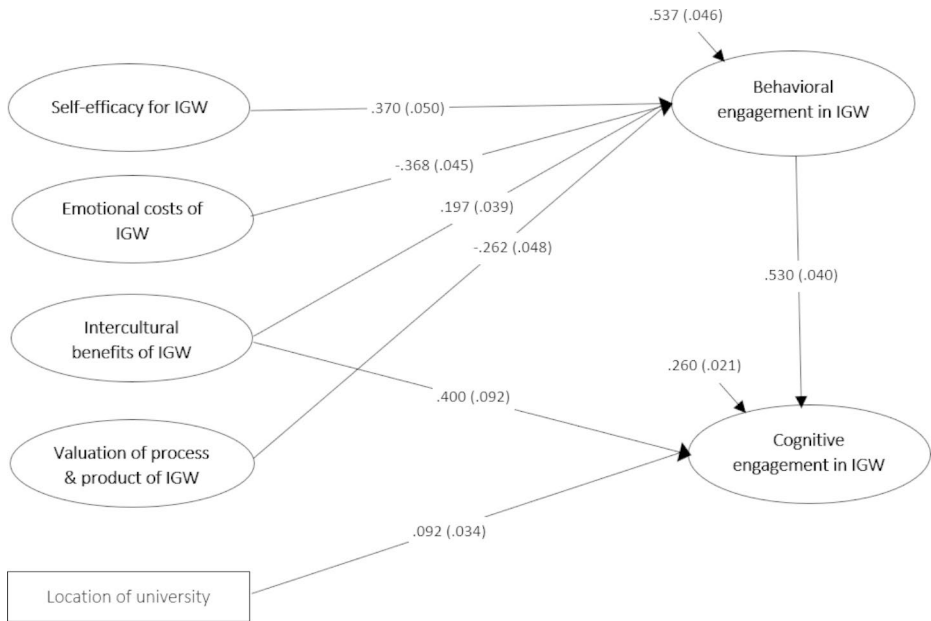 .537 (.046)
Behavioral
engagement in IGW
Self-efficacy for IGW
.370 (.050)
-.368 (.045)
Emotional costs of
IGW
.197 (.039)
-.262 (.048)
.530 (.040)
Intercultural
benefits of IGW
.260 (.021)
.400 (.092)
Valuation of process
& product of IGW
Cognitive
engagement in IGW
.092 (.034)
Location of university